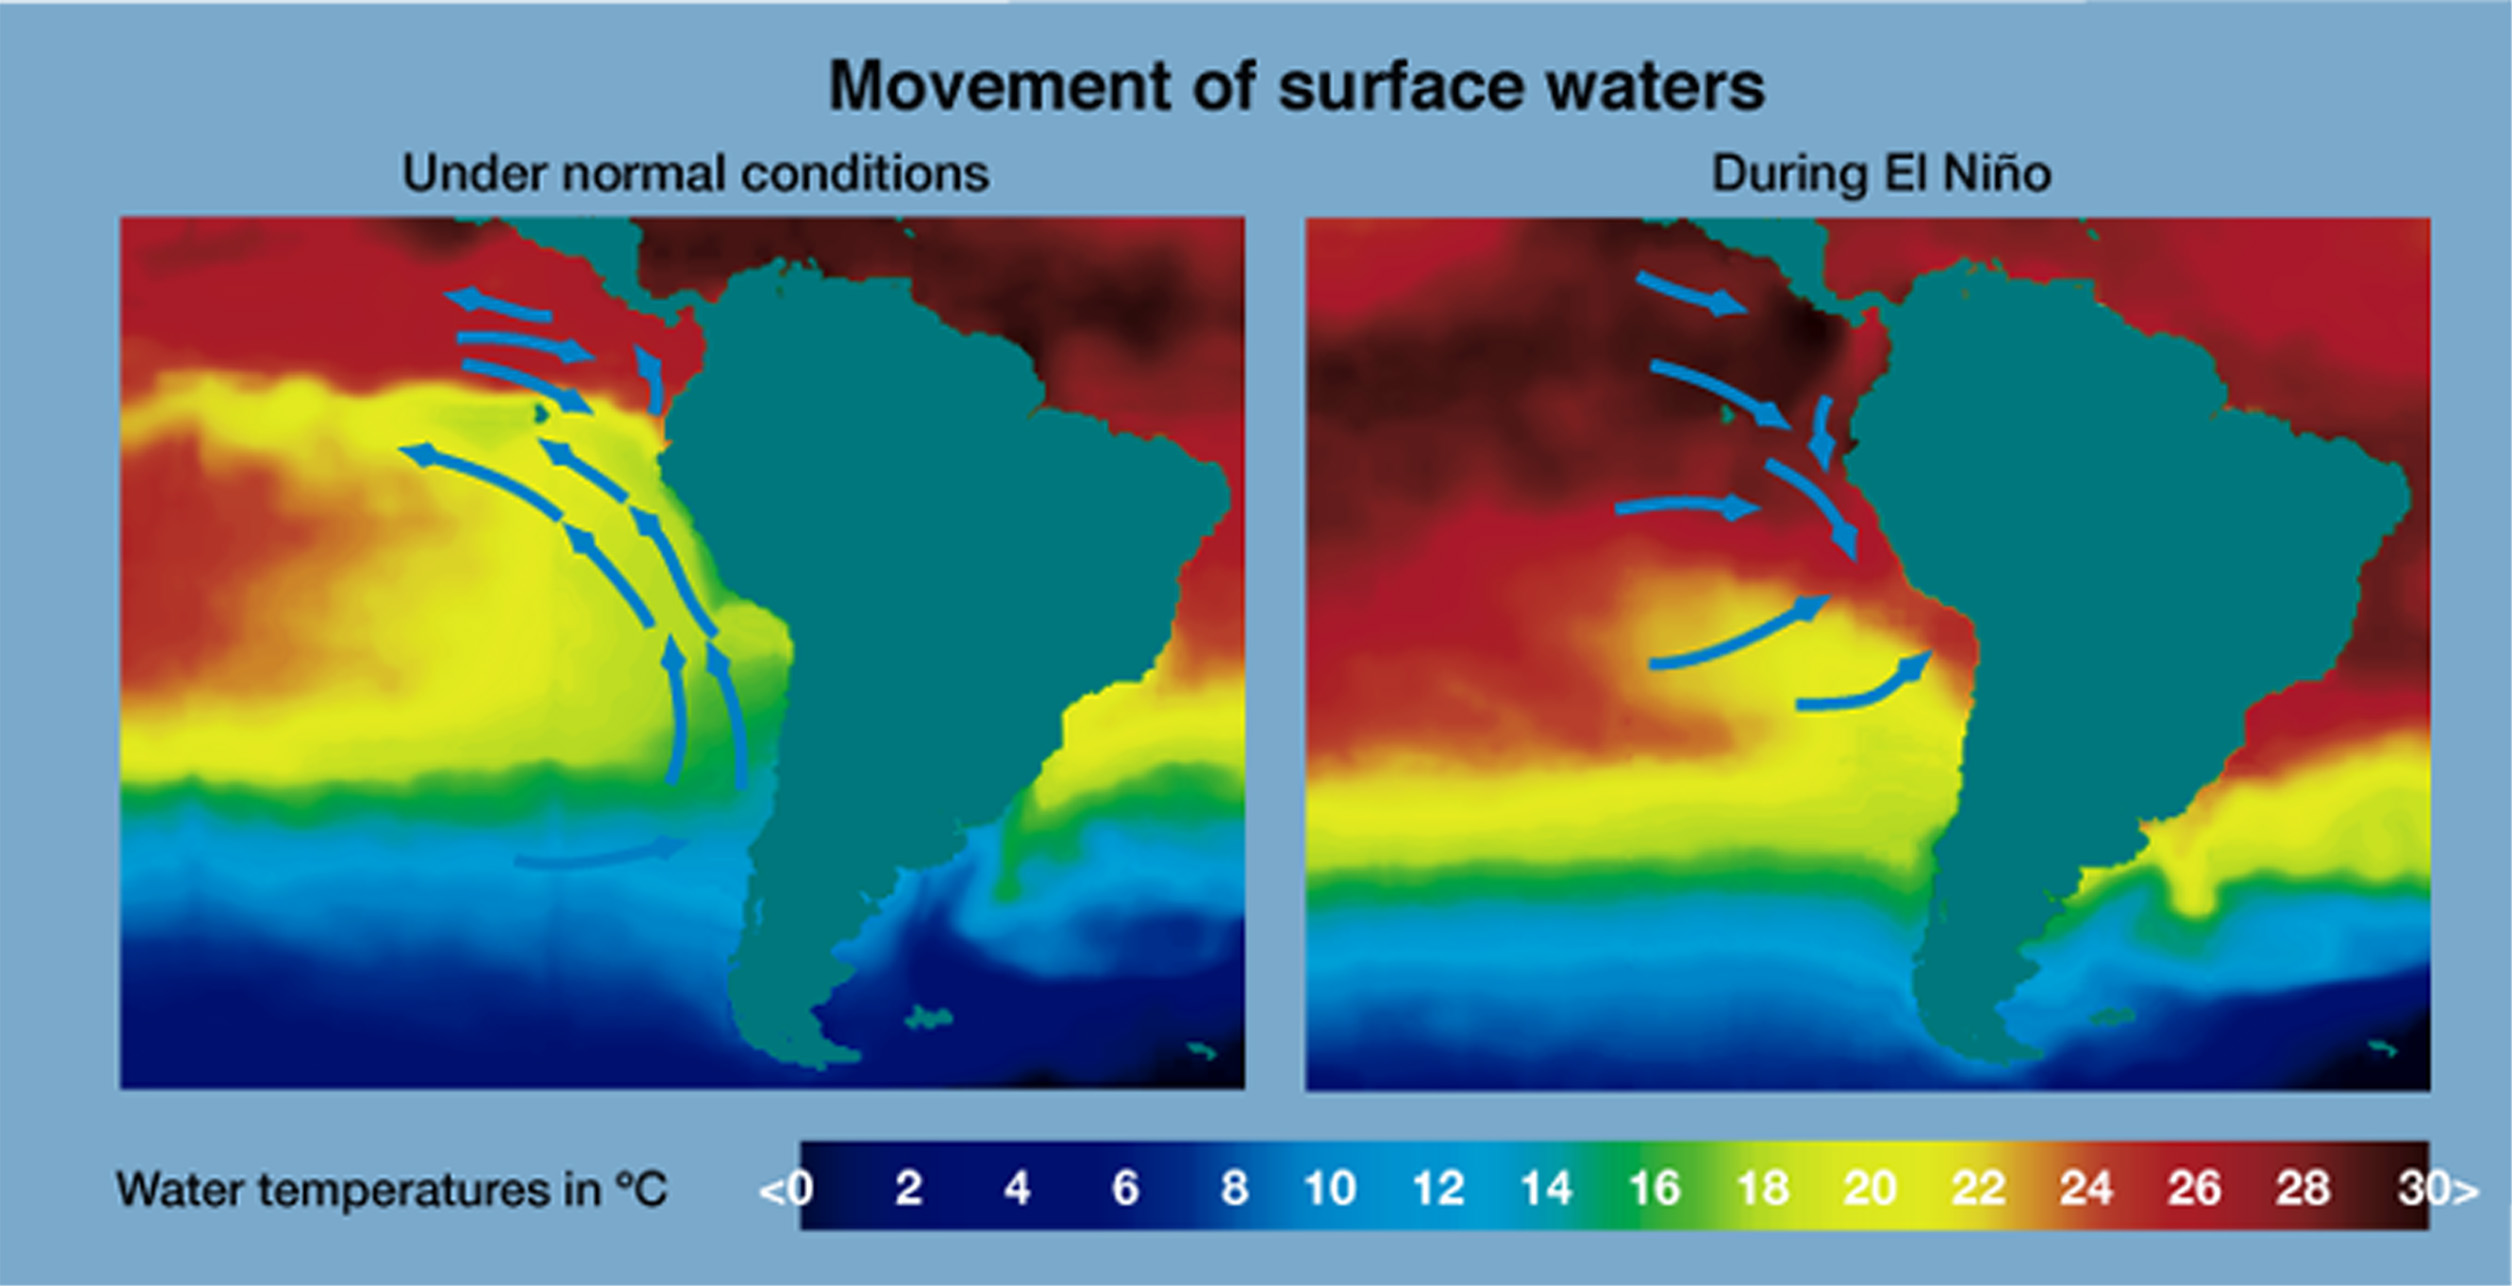 Movement of surface waters
Under normal conditions
During El Niño
Water temperatures in °C
<0 2 4 6 8 10 12 14 16 18 20 22 24 26 28 30>